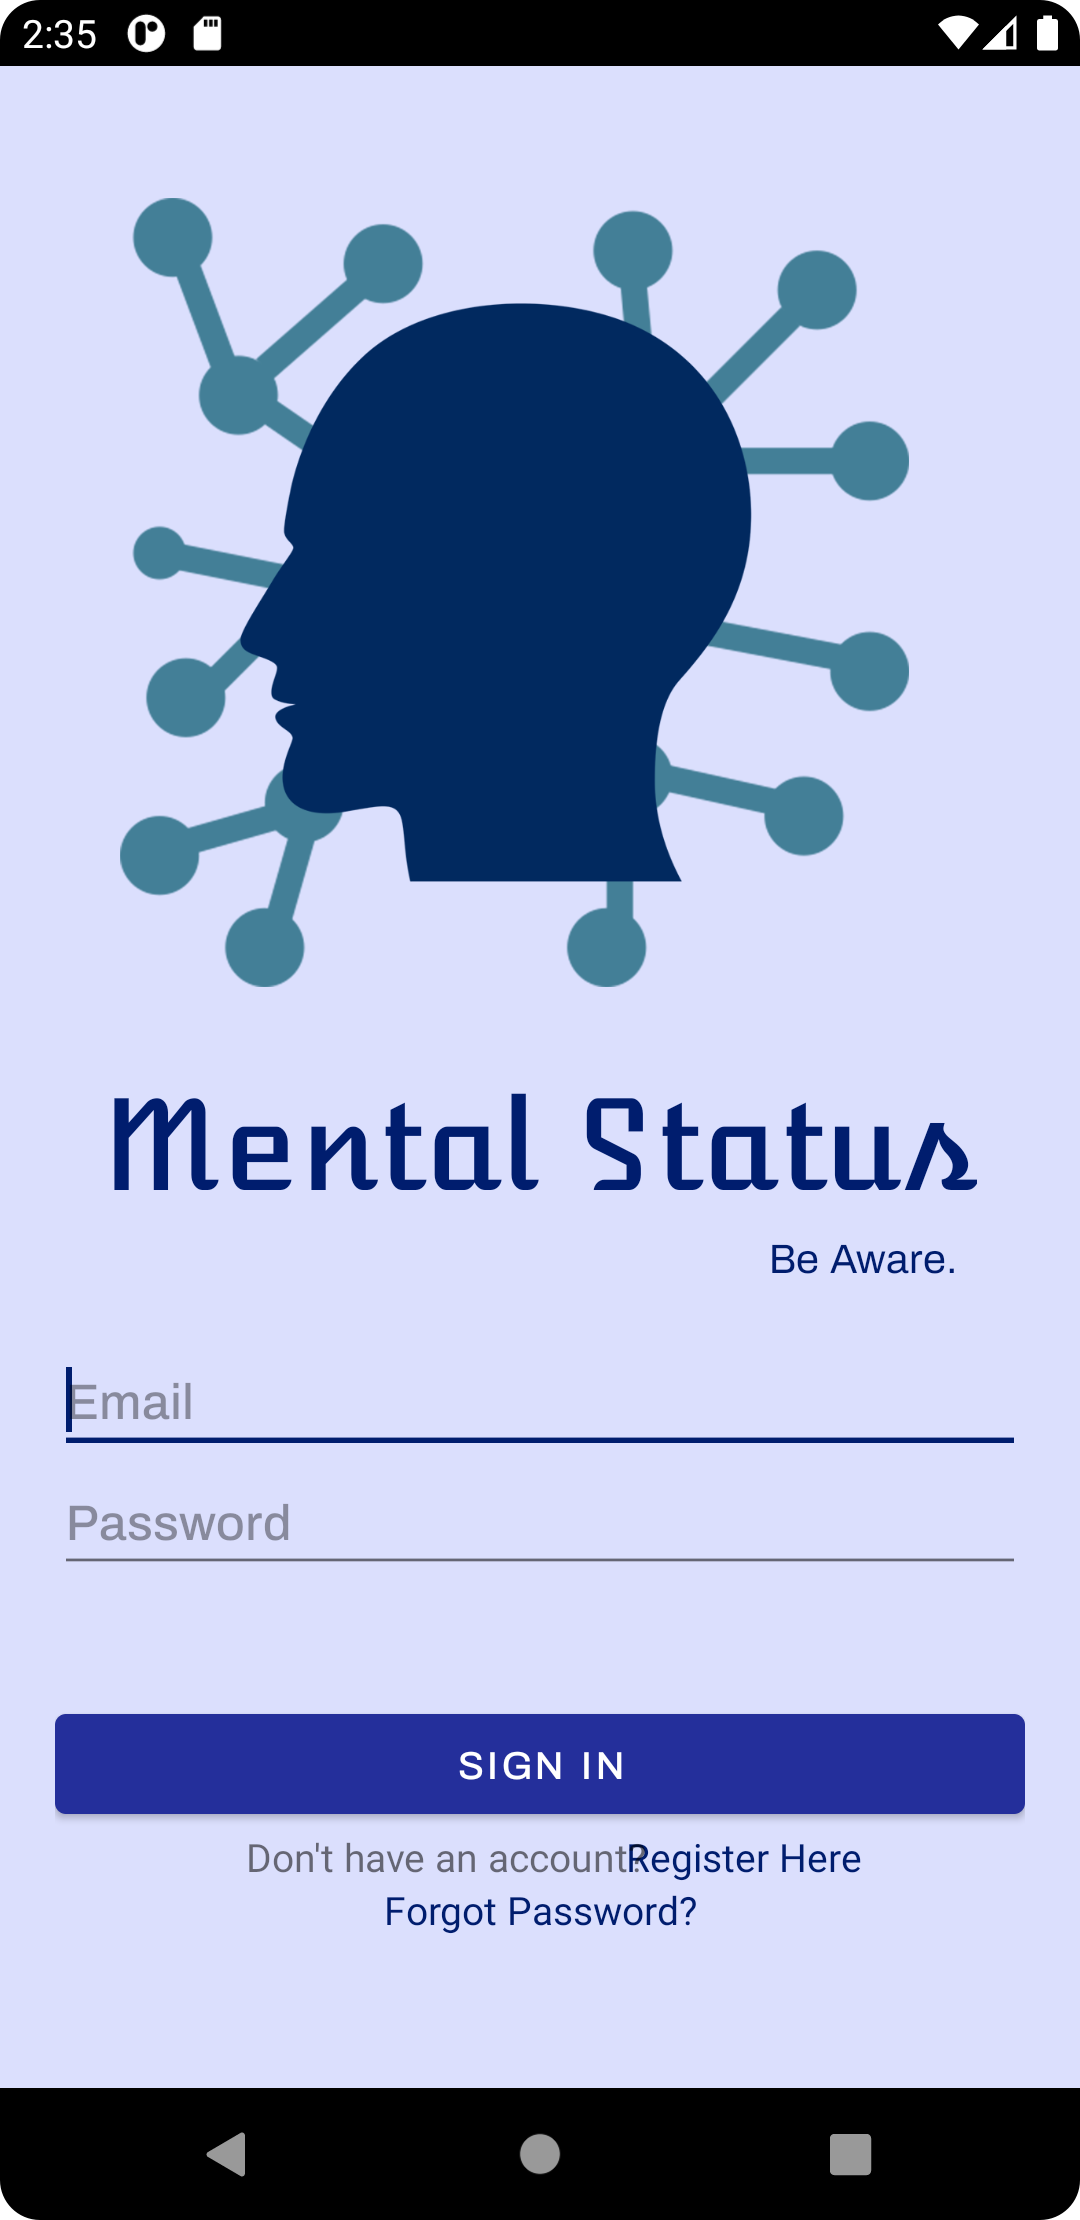 2:35
Mental Status
Be Aware.
Email
Password
SIGN IN
Don't have an account?Register Here
Forgot Password?